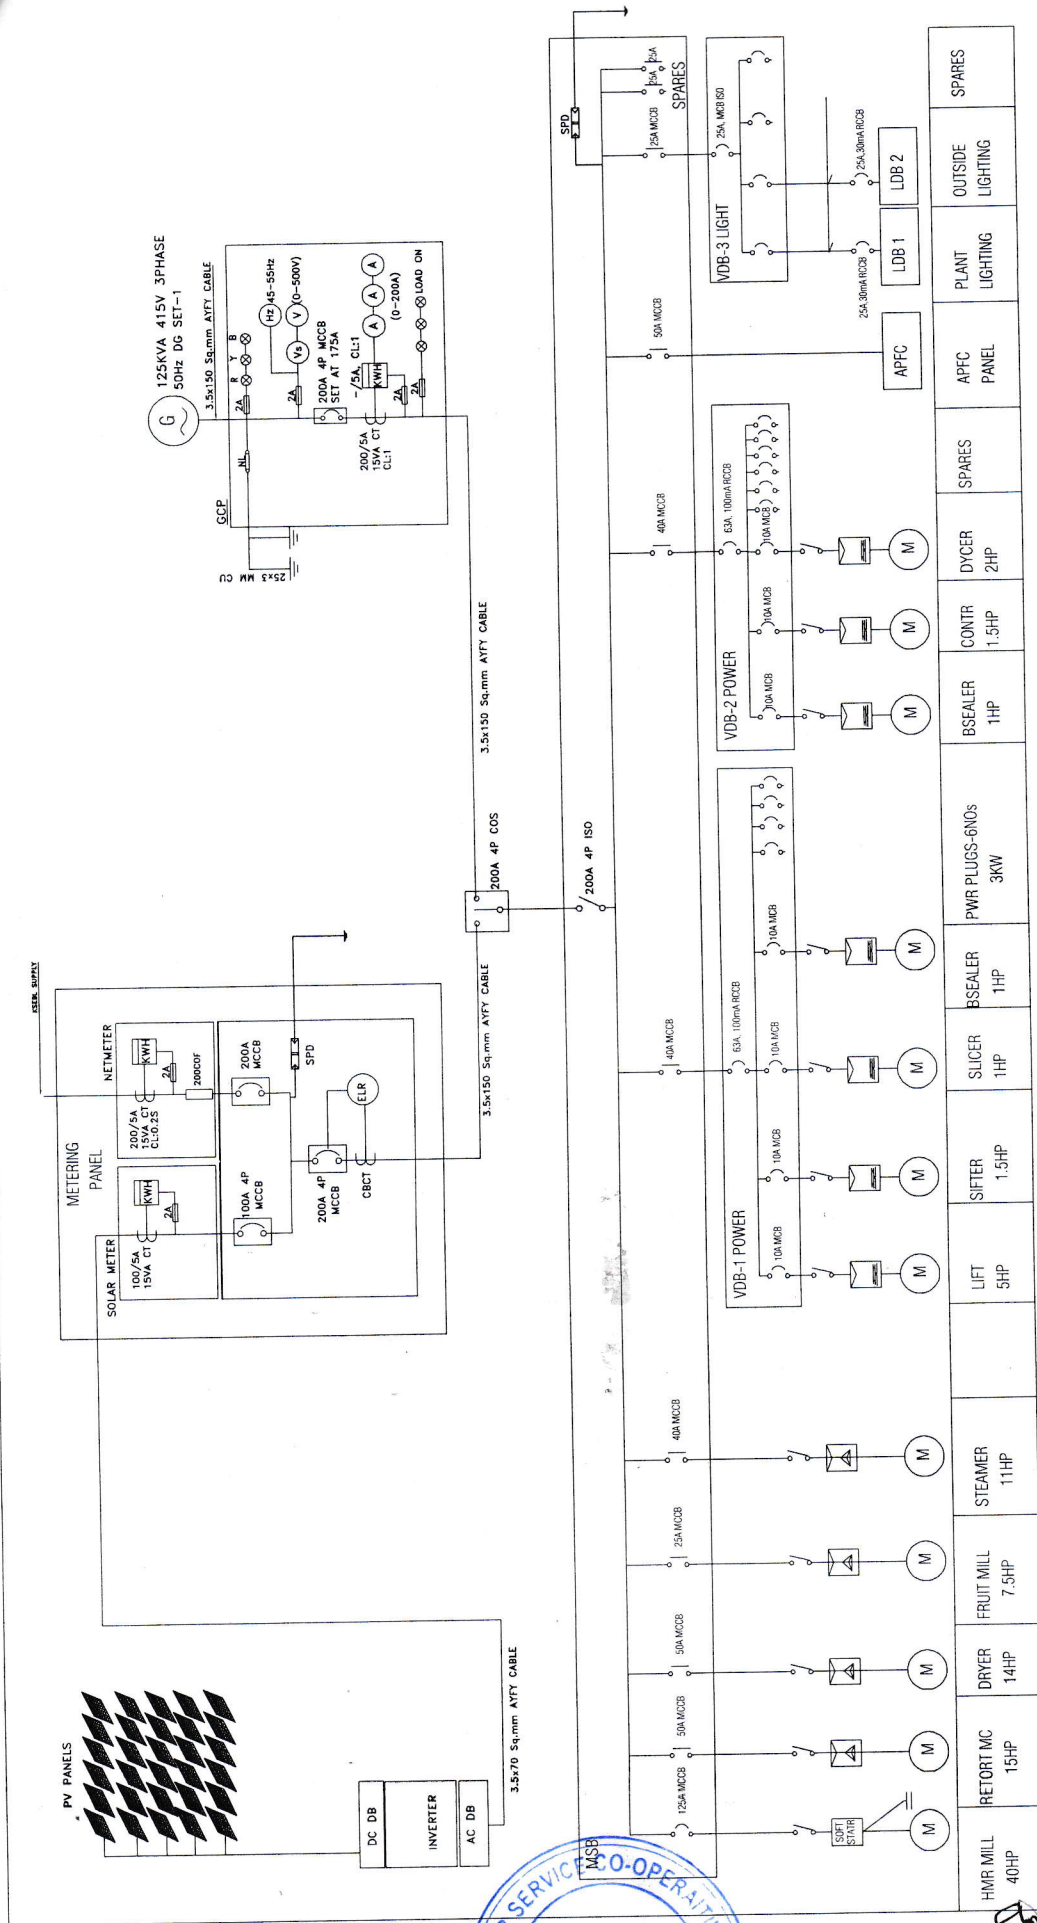 PV PANELS
DC DB
INVERTER
AC DB
3.5x70 Sq.mm AYFY CABLE
KSEBL SUPPLY
METERING
PANEL
SOLAR METER
100/5A
15VA CT
KWH
2A
NETMETER
200/5A
15VA CT
CL:0.2S
KWH
2A
200COF
100A 4P
MCCB
200A
MCCB
SPD
200A 4P
MCCB
ELR
CBCT
3.5x150 Sq.mm AYFY CABLE
200A 4P COS
3.5x150 Sq.mm AYFY CABLE
125KVA 415V 3PHASE
50Hz DG SET-1
G
3.5x150 Sq.mm AYFY CABLE
GCP
25x3 MM CU
NL
2A
R Y B
2A
Hz
45-55Hz
Vs
V
(0-500V)
200A 4P MCCB
SET AT 175A
200/5A
15VA CT
CL:1
-/5A, CL:1
KWH
A
A
A
(0-200A)
2A
2A
LOAD ON
MSB
200A 4P ISO
SPD
125A MCCB
50A MCCB
50A MCCB
25A MCCB
40A MCCB
40A MCCB
40A MCCB
50A MCCB
25A MCCB
25A
25A
SPARES
VDB-1 POWER
63A, 100mA RCCB
10A MCB
10A MCB
10A MCB
10A MCB
VDB-2 POWER
63A, 100mA RCCB
10A MCB
10A MCB
10A MCB
VDB-3 LIGHT
25A, MCB ISO
25A,30mA RCCB
25A,30mA RCCB
SOFT
STATR
APFC
LDB 1
LDB 2
M
M
M
M
M
M
M
M
M
M
M
M
HMR MILL
40HP
RETORT MC
15HP
DRYER
14HP
FRUIT MILL
7.5HP
STEAMER
11HP
LIFT
5HP
SIFTER
1.5HP
SLICER
1HP
BSEALER
1HP
PWR PLUGS-6NOs
3KW
BSEALER
1HP
CONTR
1.5HP
DYCER
2HP
SPARES
APFC
PANEL
PLANT
LIGHTING
OUTSIDE
LIGHTING
SPARES
SERVICE CO-OPERATI